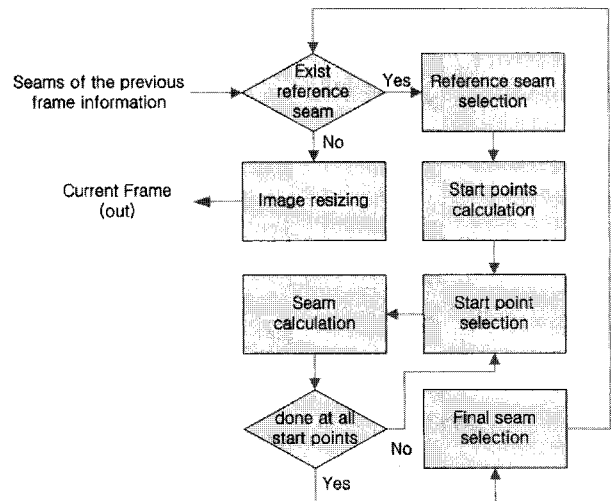 Seams of the previous
frame information
Exist
reference
seam
Yes
Reference seam
selection
No
Current Frame
(out)
Image resizing
Start points
calculation
Seam
calculation
Start point
selection
done at all
start points
No
Yes
Final seam
selection